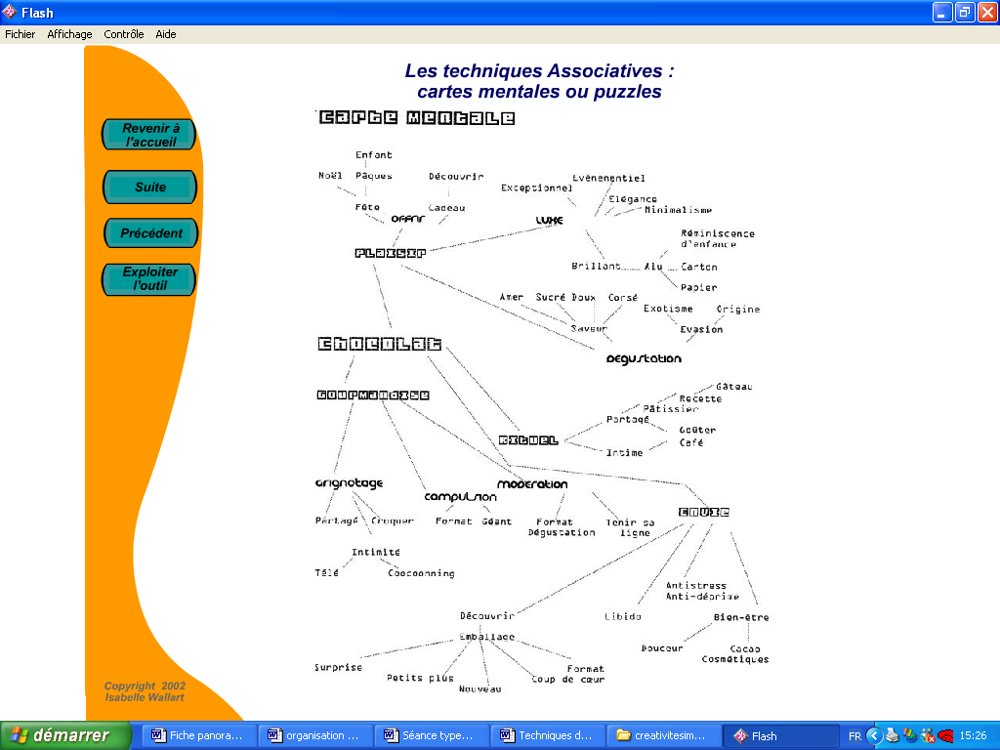 Flash
Fichier Affichage Contrôle Aide
Les techniques Associatives :
cartes mentales ou puzzles
Carte Mentale
Revenir à
l'accueil
Suite
Précédent
Exploiter
l'outil
Enfant
Noël Pâques Découvrir
Exceptionnel Evénementiel
Fête Cadeau
Elégance
Minimalisme
OFFrir
LUXE
Plaisir
Réminiscence
d'enfance
Brillant Alu Carton
Papier
Amer Sucré Doux Corsé
Exotisme Origine
Saveur Evasion
Chocolat
Dégustation
Gourmandise
Gâteau
Recette
Pâtissier
Partagé
Goûter
Café
Rituel
Intime
Grignotage
Compulsion
Modération
Envie
Partagé Croquer
Format Géant
Format
Dégustation
Tenir sa
ligne
Intimité
Télé Coocoonning
Antistress
Anti-déprime
Libido
Bien-être
Découvrir
Emballage
Douceur
Cacao
Cosmétiques
Surprise
Petits plus
Nouveau
Format
Coup de cœur
Copyright 2002
Isabelle Wallart
démarrer
Fiche panora...
organisation ...
Séance type...
Techniques d...
creativitesim...
Flash
FR
15:26